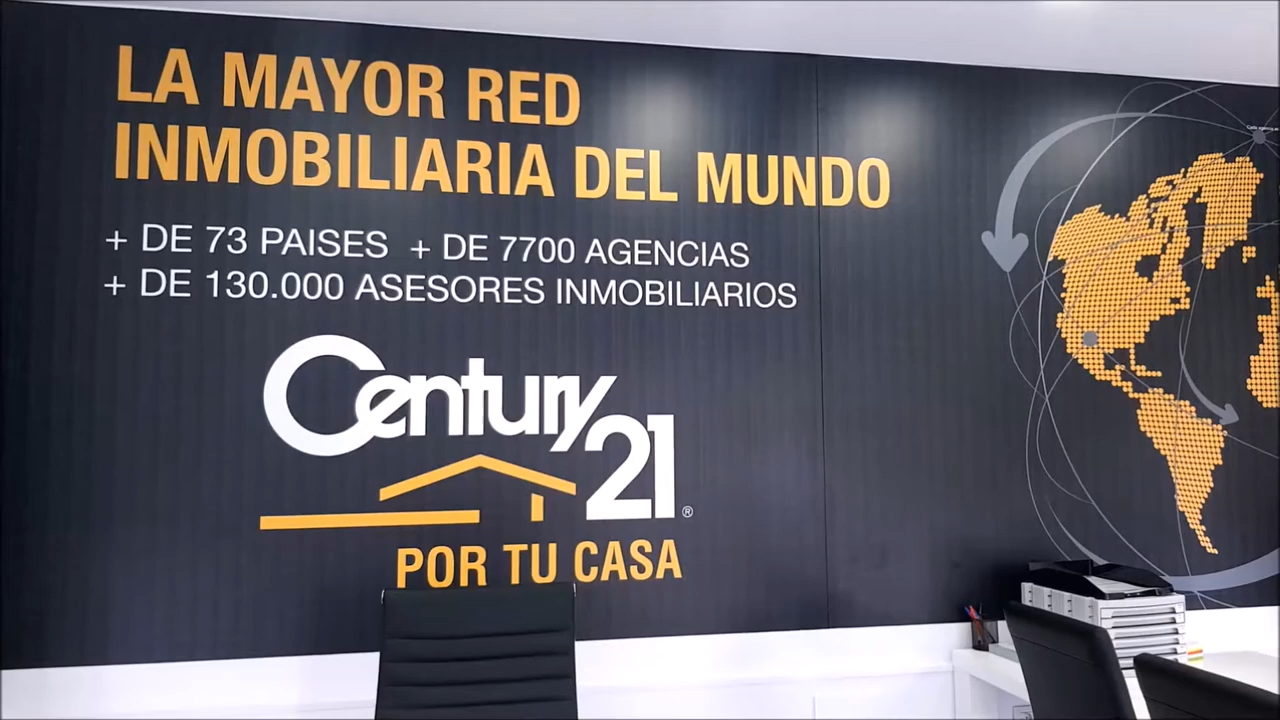 LA MAYOR RED
INMOBILIARIA DEL MUNDO
+ DE 73 PAISES + DE 7700 AGENCIAS
+ DE 130.000 ASESORES INMOBILIARIOS
Century
21®
POR TU CASA